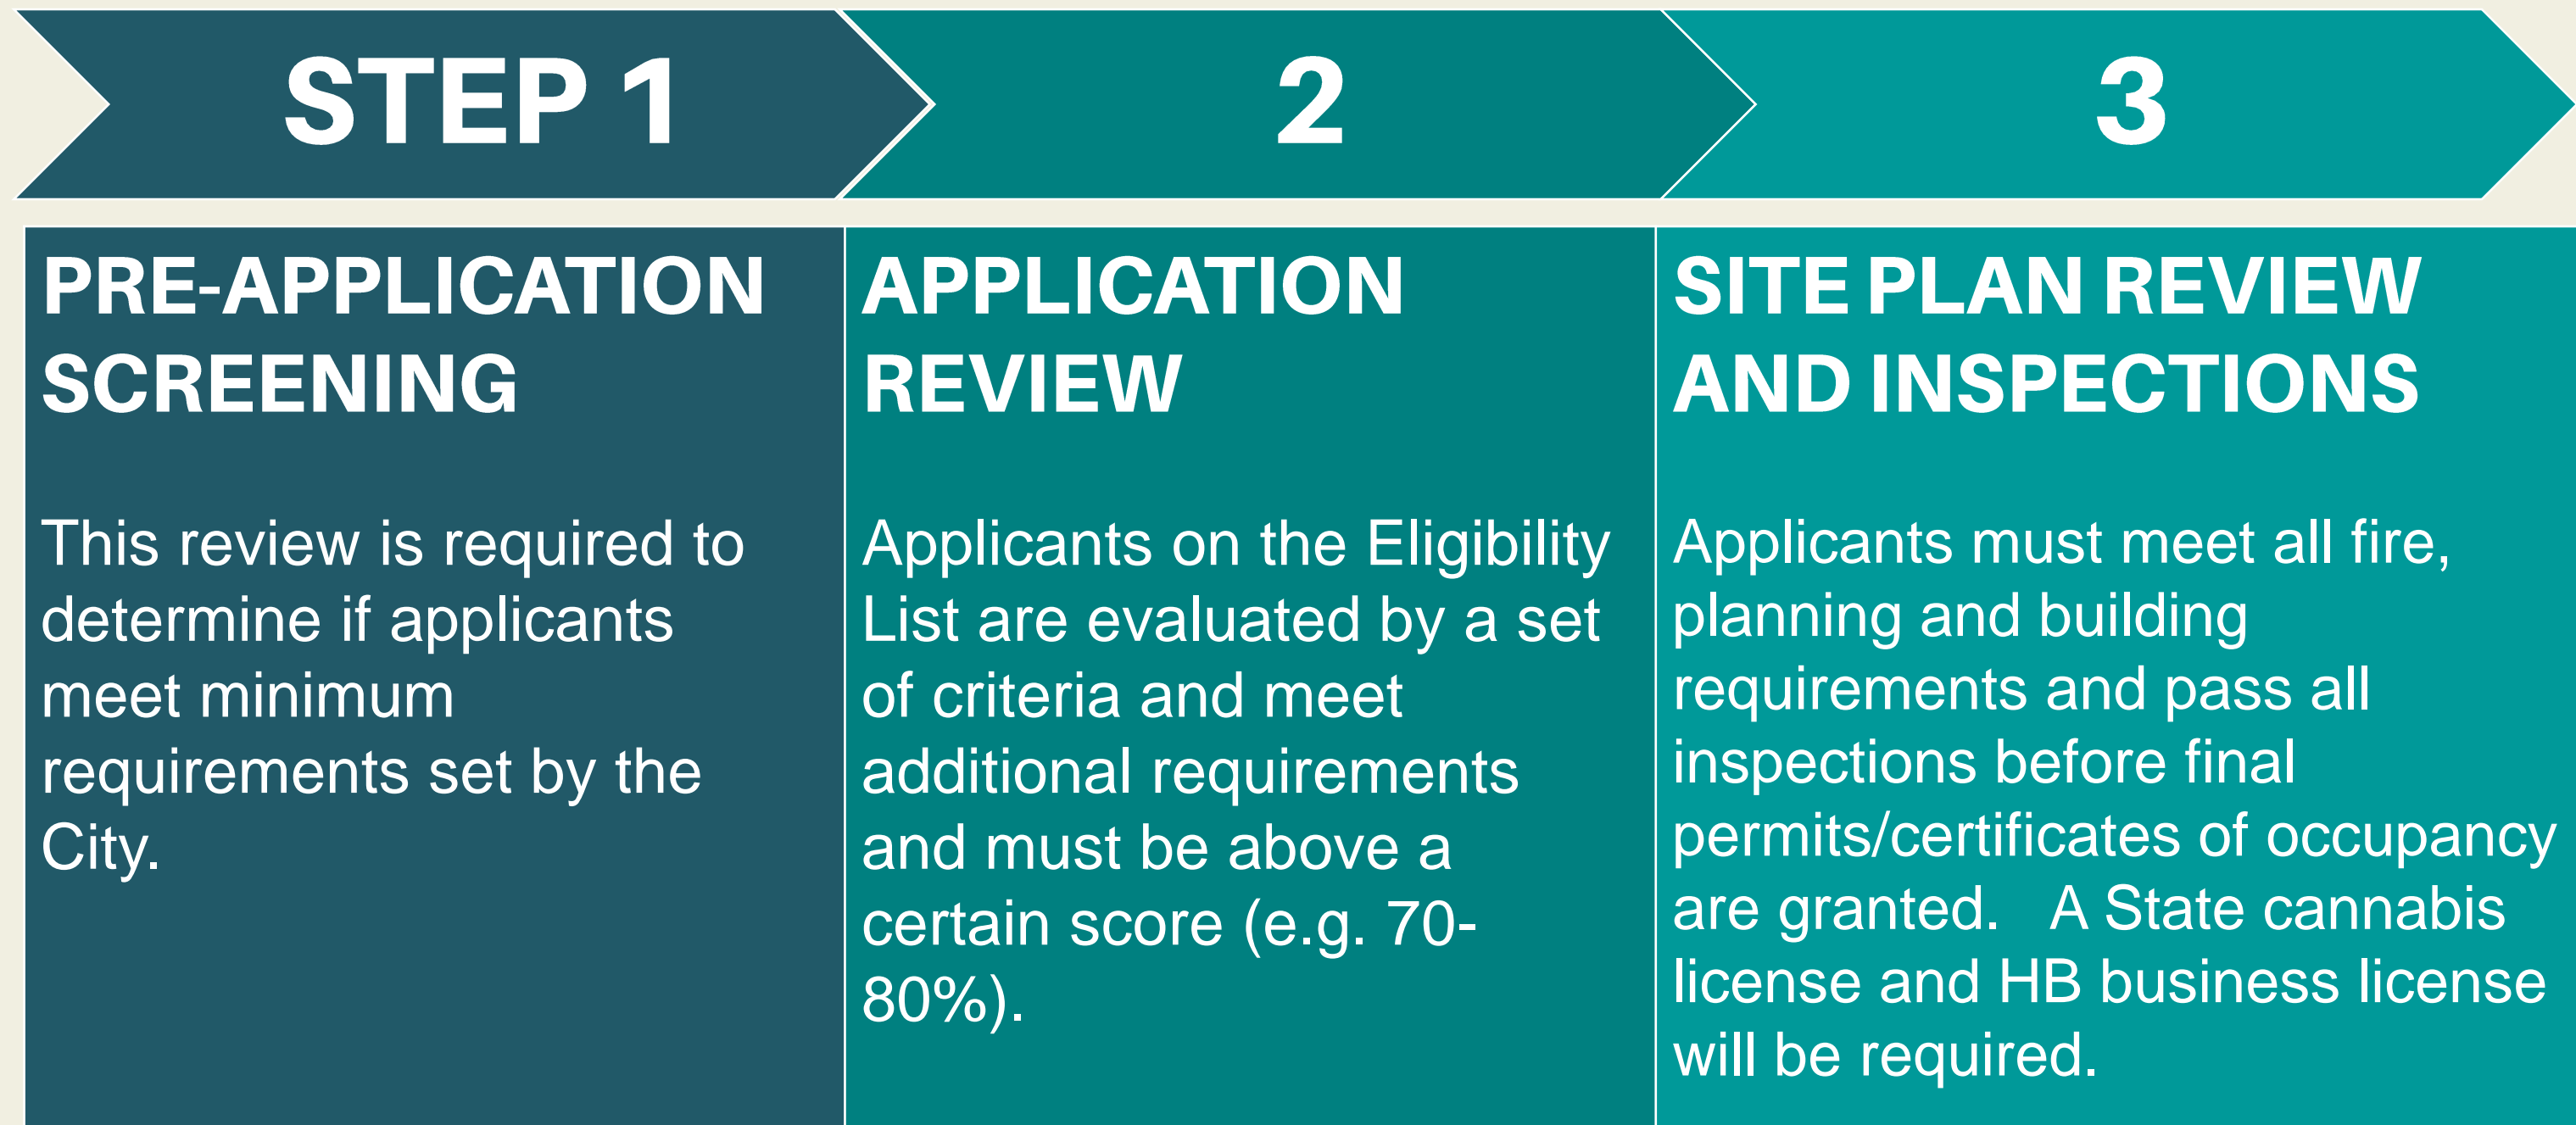 STEP 1
2
3
PRE-APPLICATION
SCREENING
This review is required to
determine if applicants
meet minimum
requirements set by the
City.
APPLICATION
REVIEW
Applicants on the Eligibility
List are evaluated by a set
of criteria and meet
additional requirements
and must be above a
certain score (e.g. 70-
80%).
SITE PLAN REVIEW
AND INSPECTIONS
Applicants must meet all fire,
planning and building
requirements and pass all
inspections before final
permits/certificates of occupancy
are granted.   A State cannabis
license and HB business license
will be required.